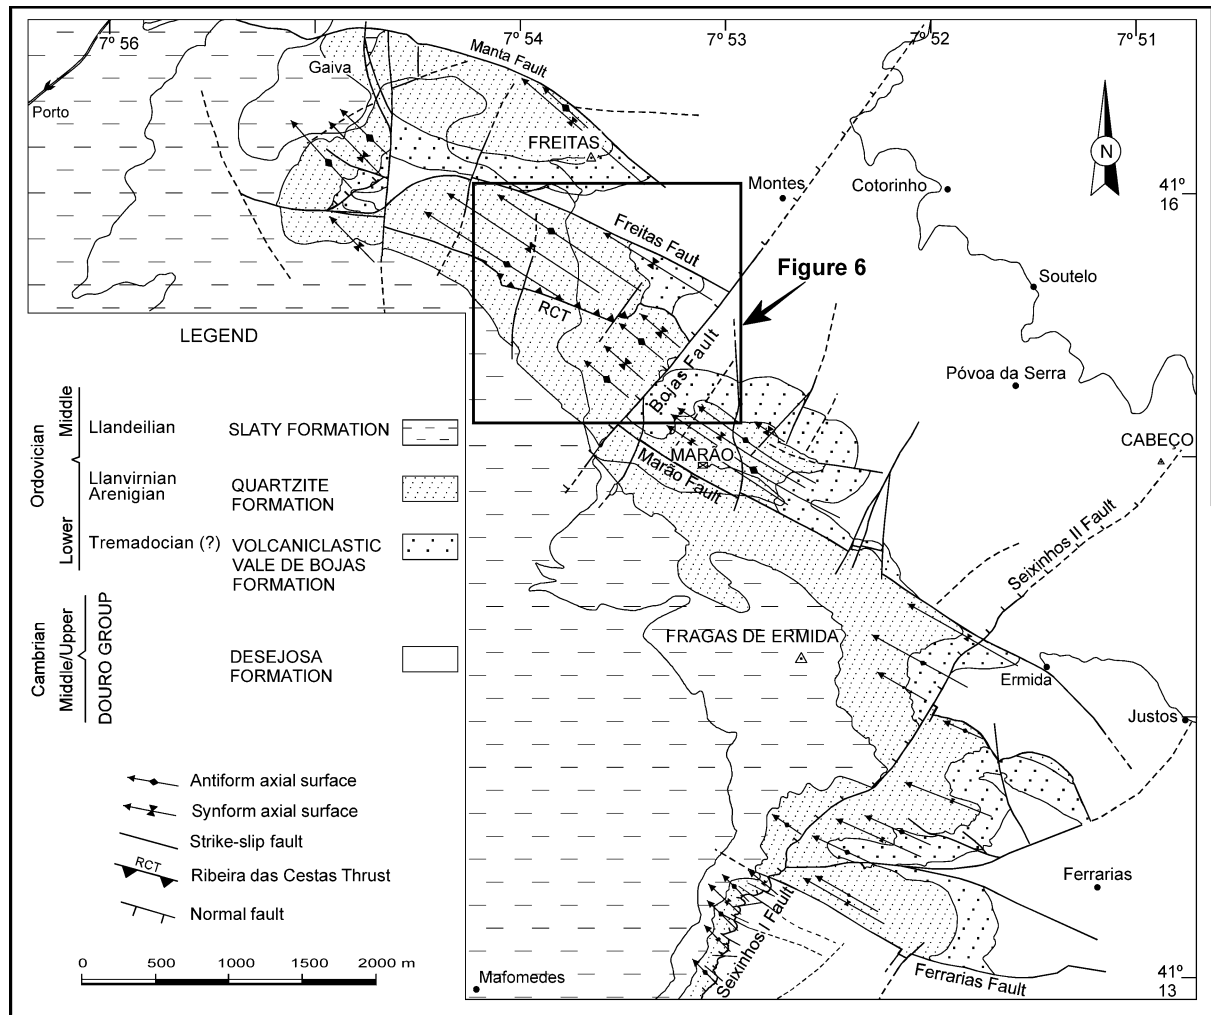 7º 56
7º 54
7º 53
7º 52
7º 51
Manta Fault
Gaiva
Porto
FREITAS
N
Montes
Cotorinho
41º
16
Freitas Faut
Figure 6
Soutelo
RCT
Bojas Fault
Póvoa da Serra
CABEÇO
MARÃO
Marão Fault
Seixinhos II Fault
FRAGAS DE ERMIDA
Ermida
Justos
Ferrarias
Seixinhos I Fault
Ferrarias Fault
Mafomedes
41º
13
LEGEND
Ordovician
Middle
Llandeilian
SLATY FORMATION
Llanvirnian
Arenigian
QUARTZITE
FORMATION
Lower
Tremadocian (?)
VOLCANICLASTIC
VALE DE BOJAS
FORMATION
Cambrian
Middle/Upper
DOURO GROUP
DESEJOSA
FORMATION
Antiform axial surface
Synform axial surface
Strike-slip fault
RCT
Ribeira das Cestas Thrust
Normal fault
0
500
1000
1500
2000 m